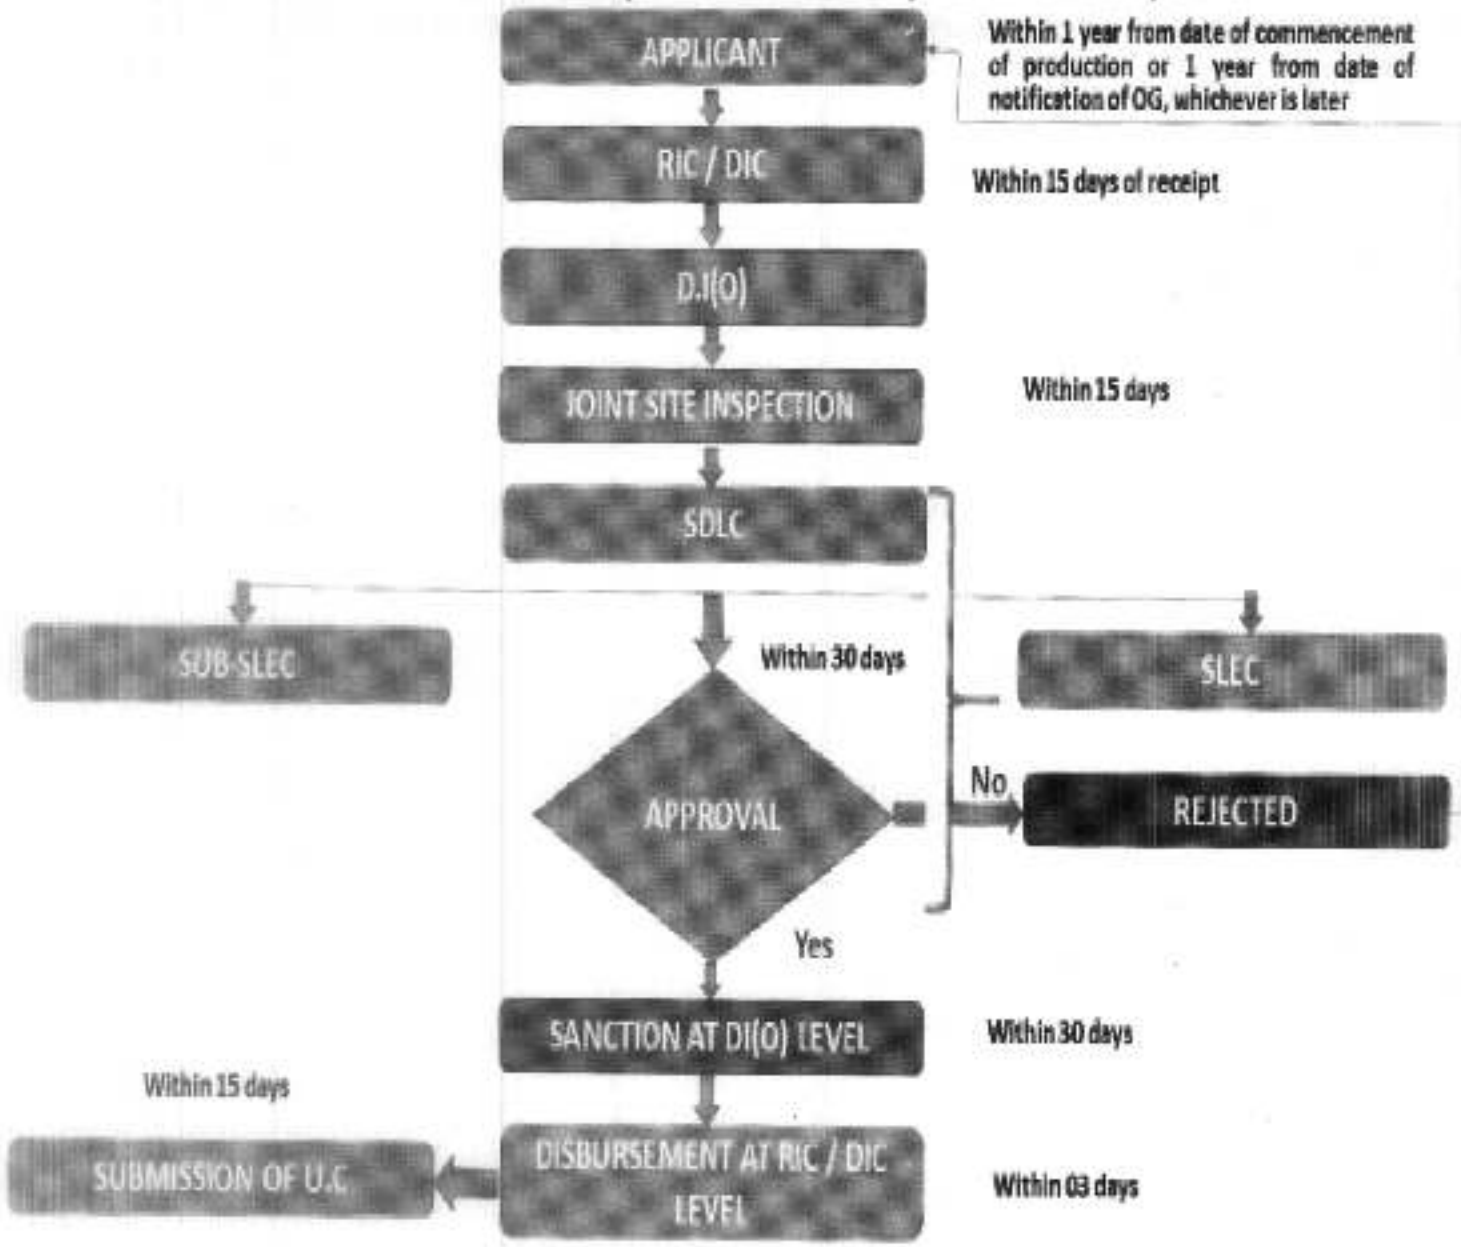 APPLICANT
Within 1 year from date of commencement
of production or 1 year from date of
notification of OG, whichever is later
RIC / DIC
Within 15 days of receipt
D.I(O)
JOINT SITE INSPECTION
Within 15 days
SDLC
SUB-SLEC
Within 30 days
SLEC
APPROVAL
No
REJECTED
Yes
SANCTION AT DI(O) LEVEL
Within 30 days
Within 15 days
SUBMISSION OF U.C
DISBURSEMENT AT RIC / DIC
LEVEL
Within 03 days